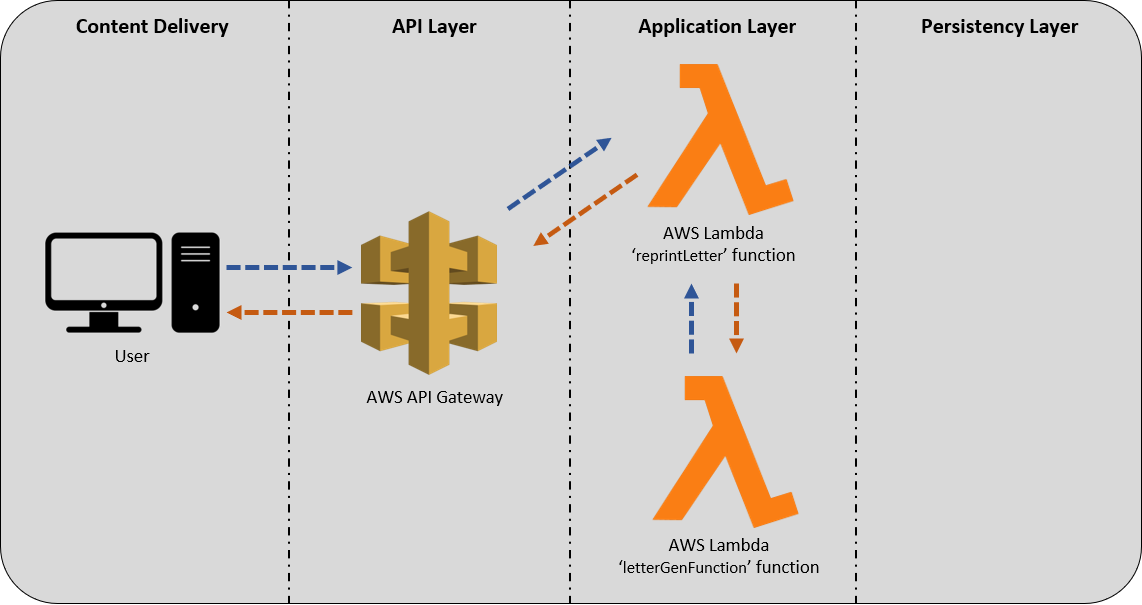 Content Delivery
API Layer
Application Layer
Persistency Layer
User
AWS API Gateway
AWS Lambda
‘reprintLetter’ function
AWS Lambda
‘letterGenFunction’ function